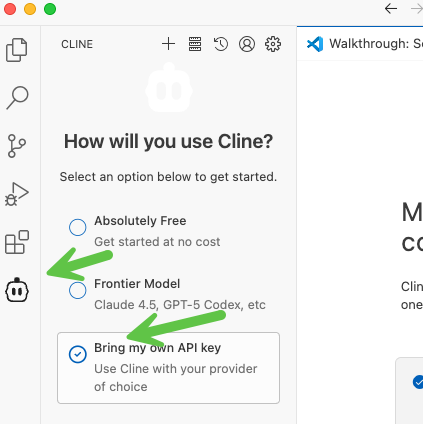 CLINE
Walkthrough: Se
How will you use Cline?
Select an option below to get started.
Absolutely Free
Get started at no cost
Frontier Model
Claude 4.5, GPT-5 Codex, etc
Bring my own API key
Use Cline with your provider
of choice
M
co
Clin
one